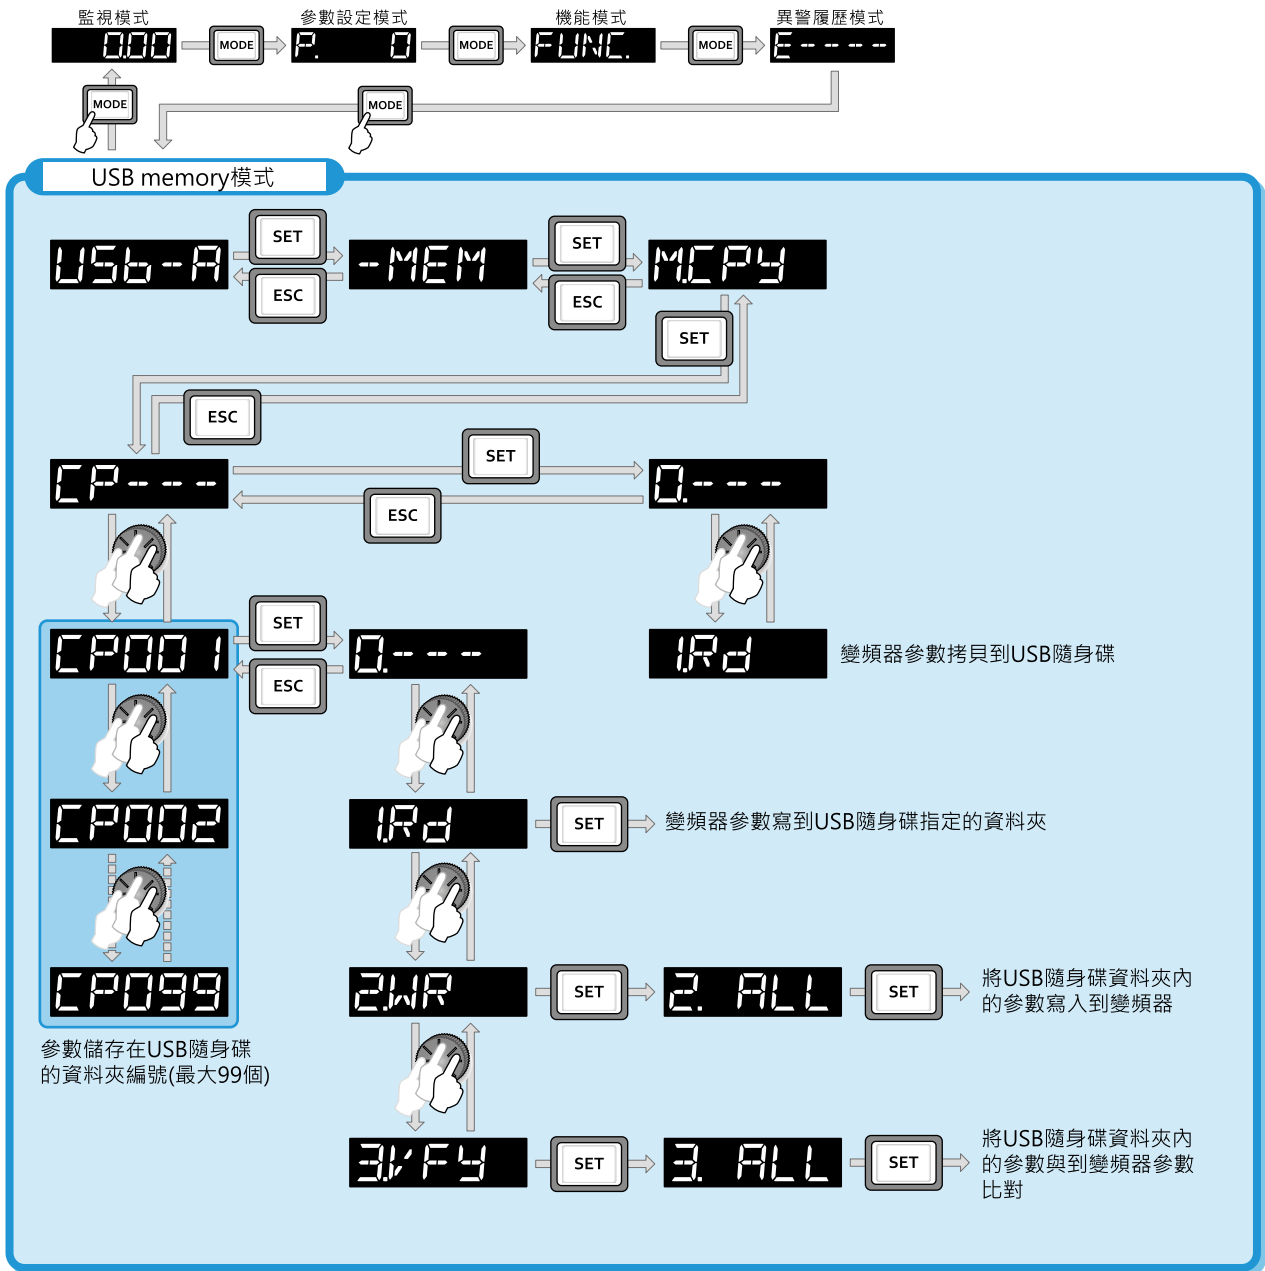 監視模式 參數設定模式 機能模式 異警履歷模式
0.00 MODE P. 0 MODE FUNC. MODE E----
MODE MODE
USB memory模式
USb-A SET -MEM SET M.CPY
ESC ESC
SET
ESC
CP--- SET 0.---
ESC
CP001 SET 0.--- 1.Rd 變頻器參數拷貝到USB隨身碟
ESC
CP002 1.Rd SET 變頻器參數寫到USB隨身碟指定的資料夾
CP099 2.WR SET 2. ALL SET 將USB隨身碟資料夾內
的參數寫入到變頻器
參數儲存在USB隨身碟
的資料夾編號(最大99個)
3.VFY SET 3. ALL SET 將USB隨身碟資料夾內
的參數與到變頻器參數
比對